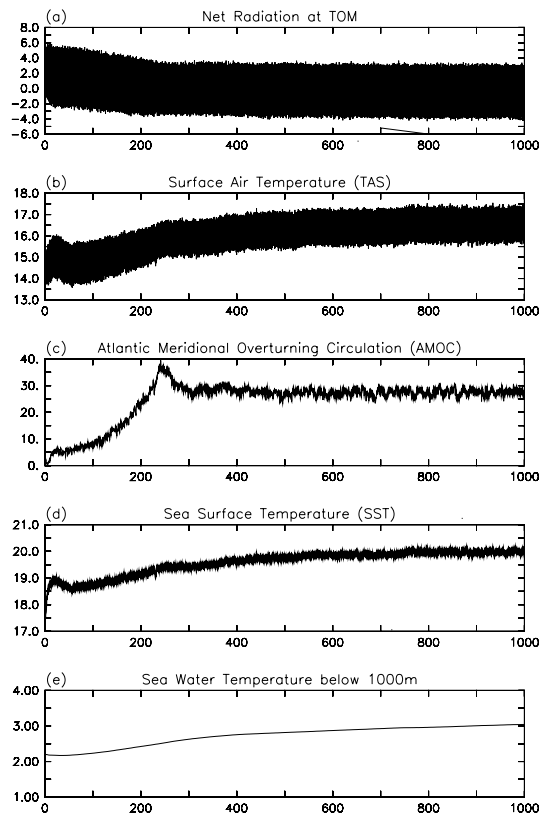 (a) Net Radiation at TOM
8.0
6.0
4.0
2.0
0.0
−2.0
−4.0
−6.0
0 200 400 600 800 1000
(b) Surface Air Temperature (TAS)
18.0
17.0
16.0
15.0
14.0
13.0
0 200 400 600 800 1000
(c) Atlantic Meridional Overturning Circulation (AMOC)
40.
30.
20.
10.
0.
0 200 400 600 800 1000
(d) Sea Surface Temperature (SST)
21.0
20.0
19.0
18.0
17.0
0 200 400 600 800 1000
(e) Sea Water Temperature below 1000m
4.00
3.00
2.00
1.00
0 200 400 600 800 1000